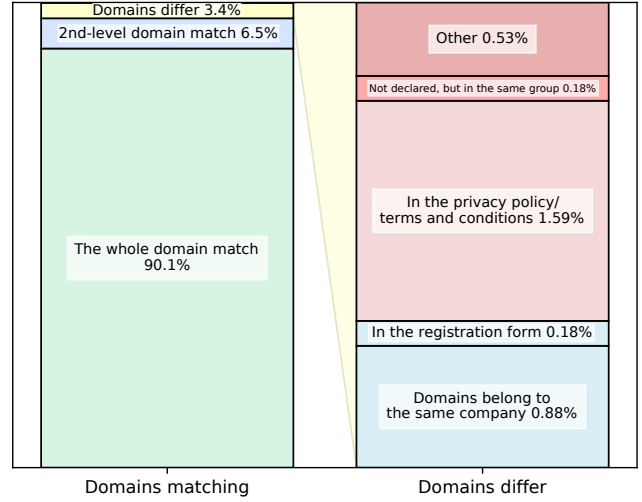 Domains differ 3.4%
2nd-level domain match 6.5%
The whole domain match
90.1%
Other 0.53%
Not declared, but in the same group 0.18%
In the privacy policy/
terms and conditions 1.59%
In the registration form 0.18%
Domains belong to
the same company 0.88%
Domains matching
Domains differ